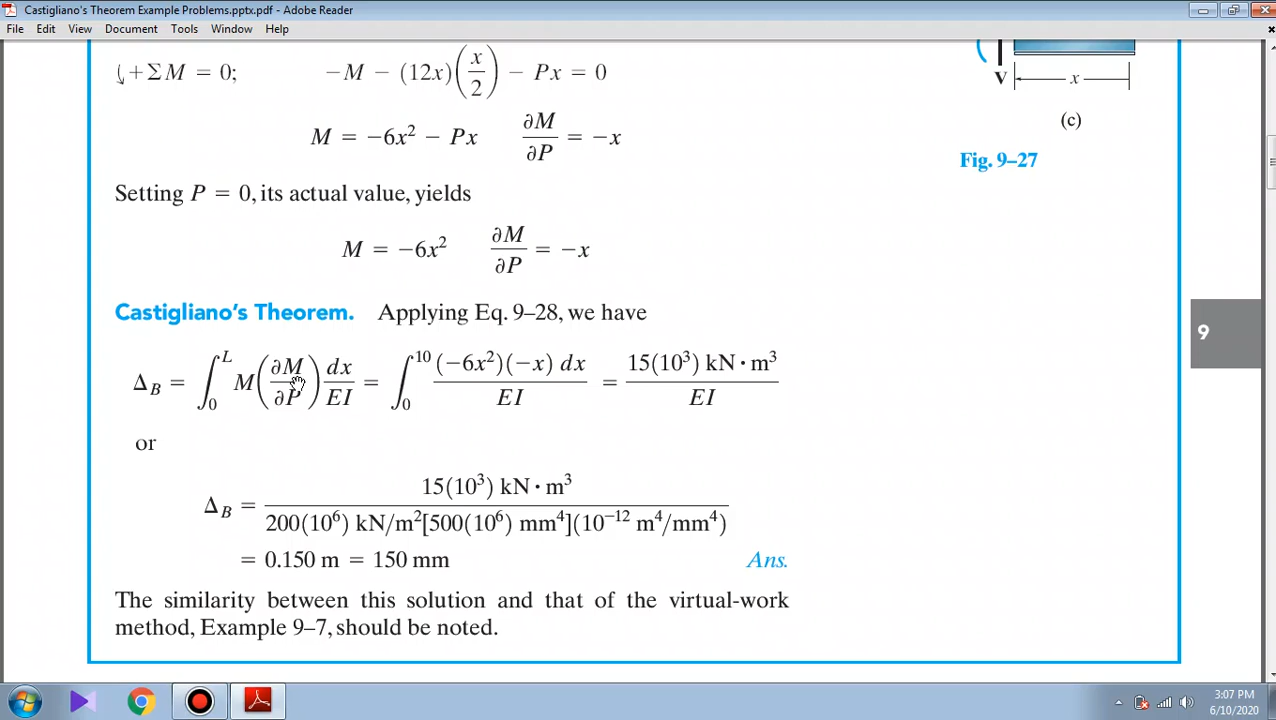 Castigliano's Theorem Example Problems.pptx.pdf - Adobe Reader
File Edit View Document Tools Window Help
↺+ΣM = 0; −M − (12x)(x/2) − Px = 0
V
x
M = −6x² − Px ∂M/∂P = −x
(c)
Fig. 9–27
Setting P = 0, its actual value, yields
M = −6x² ∂M/∂P = −x
Castigliano's Theorem. Applying Eq. 9–28, we have
9
Δ_B = ∫₀ᴸ M(∂M/∂P) dx/EI = ∫₀¹⁰ (−6x²)(−x) dx/EI = 15(10³) kN·m³/EI
or
Δ_B = 15(10³) kN·m³/200(10⁶) kN/m²[500(10⁶) mm⁴](10⁻¹² m⁴/mm⁴)
= 0.150 m = 150 mm Ans.
The similarity between this solution and that of the virtual-work
method, Example 9–7, should be noted.
3:07 PM
6/10/2020